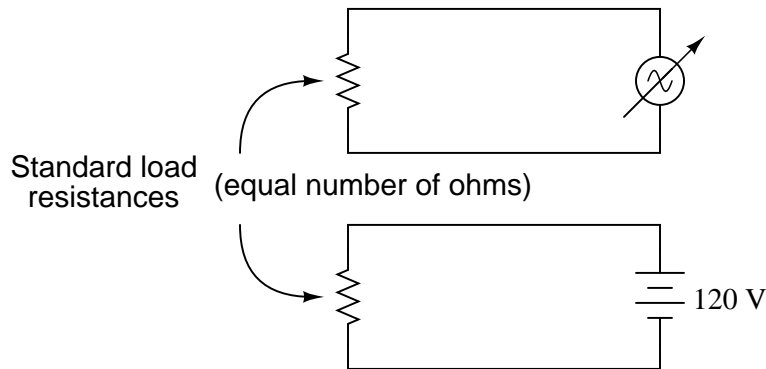 Standard load
resistances
(equal number of ohms)
120 V